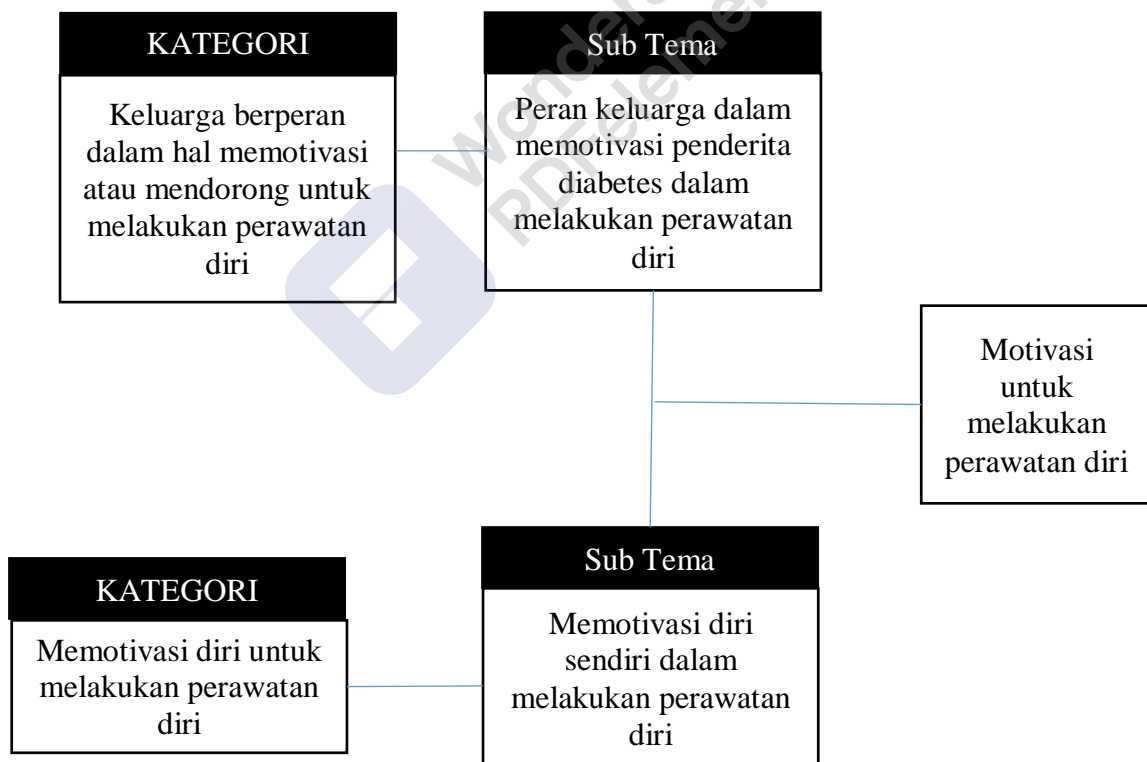 KATEGORI
Keluarga berperan
dalam hal memotivasi
atau mendorong untuk
melakukan perawatan
diri
Sub Tema
Peran keluarga dalam
memotivasi penderita
diabetes dalam
melakukan perawatan
diri
Motivasi
untuk
melakukan
perawatan diri
KATEGORI
Memotivasi diri untuk
melakukan perawatan
diri
Sub Tema
Memotivasi diri
sendiri dalam
melakukan perawatan
diri